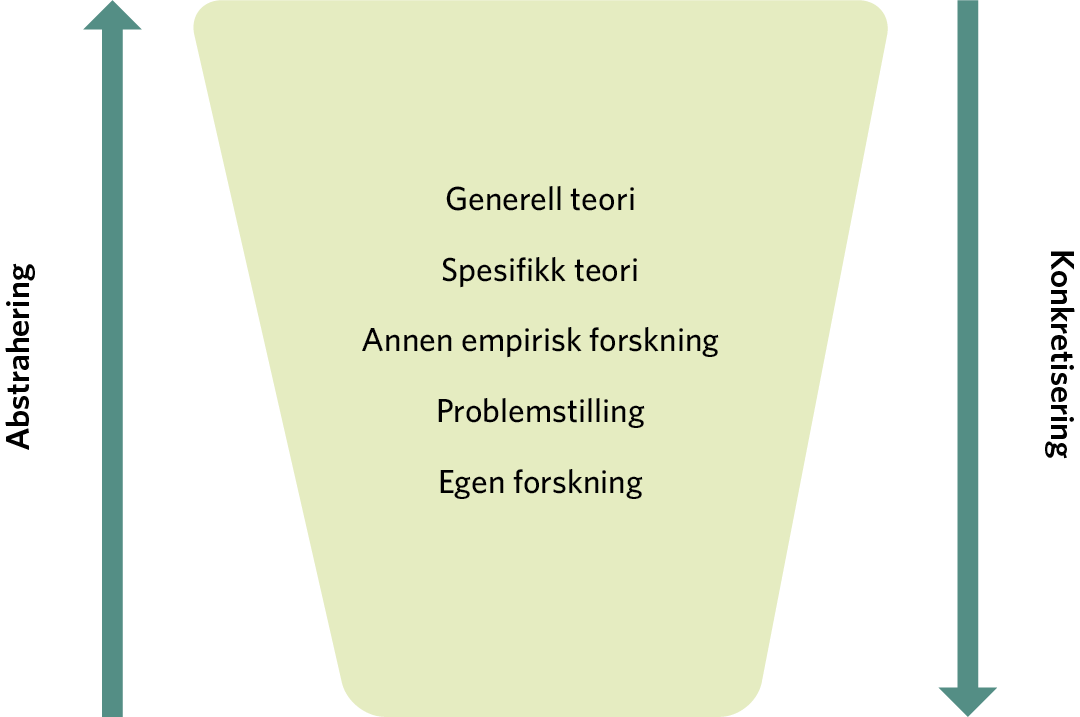 Abstrahering
Generell teori
Spesifikk teori
Annen empirisk forskning
Problemstilling
Egen forskning
Konkretisering